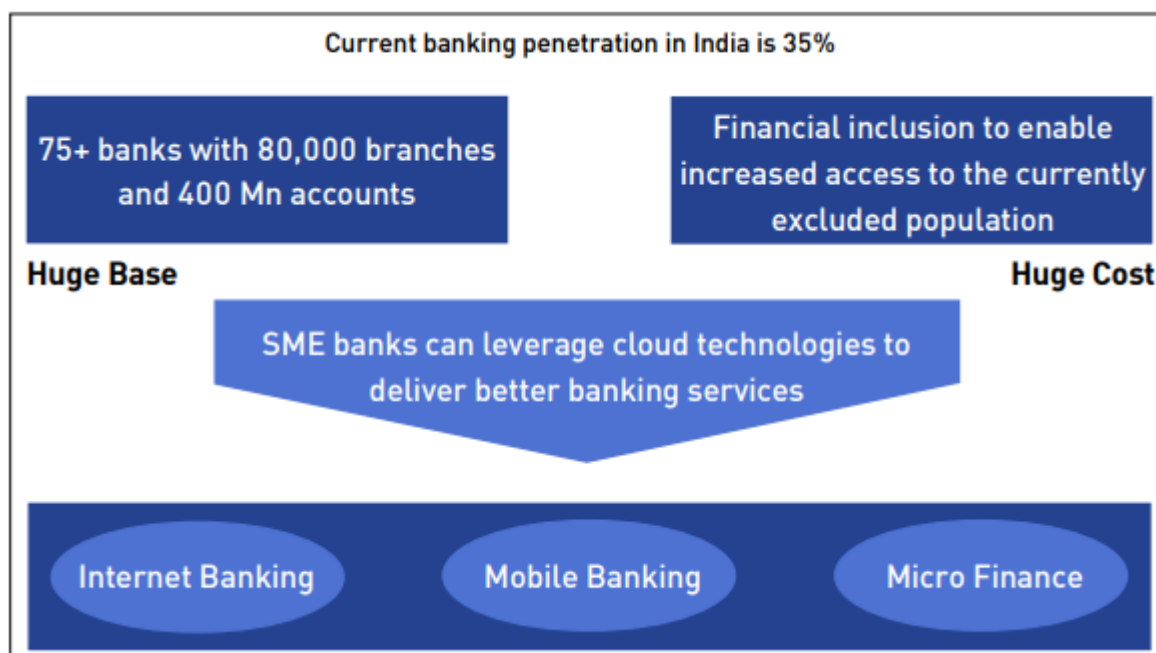 Current banking penetration in India is 35%
75+ banks with 80,000 branches
and 400 Mn accounts
Financial inclusion to enable
increased access to the currently
excluded population
Huge Base
Huge Cost
SME banks can leverage cloud technologies to
deliver better banking services
Internet Banking
Mobile Banking
Micro Finance